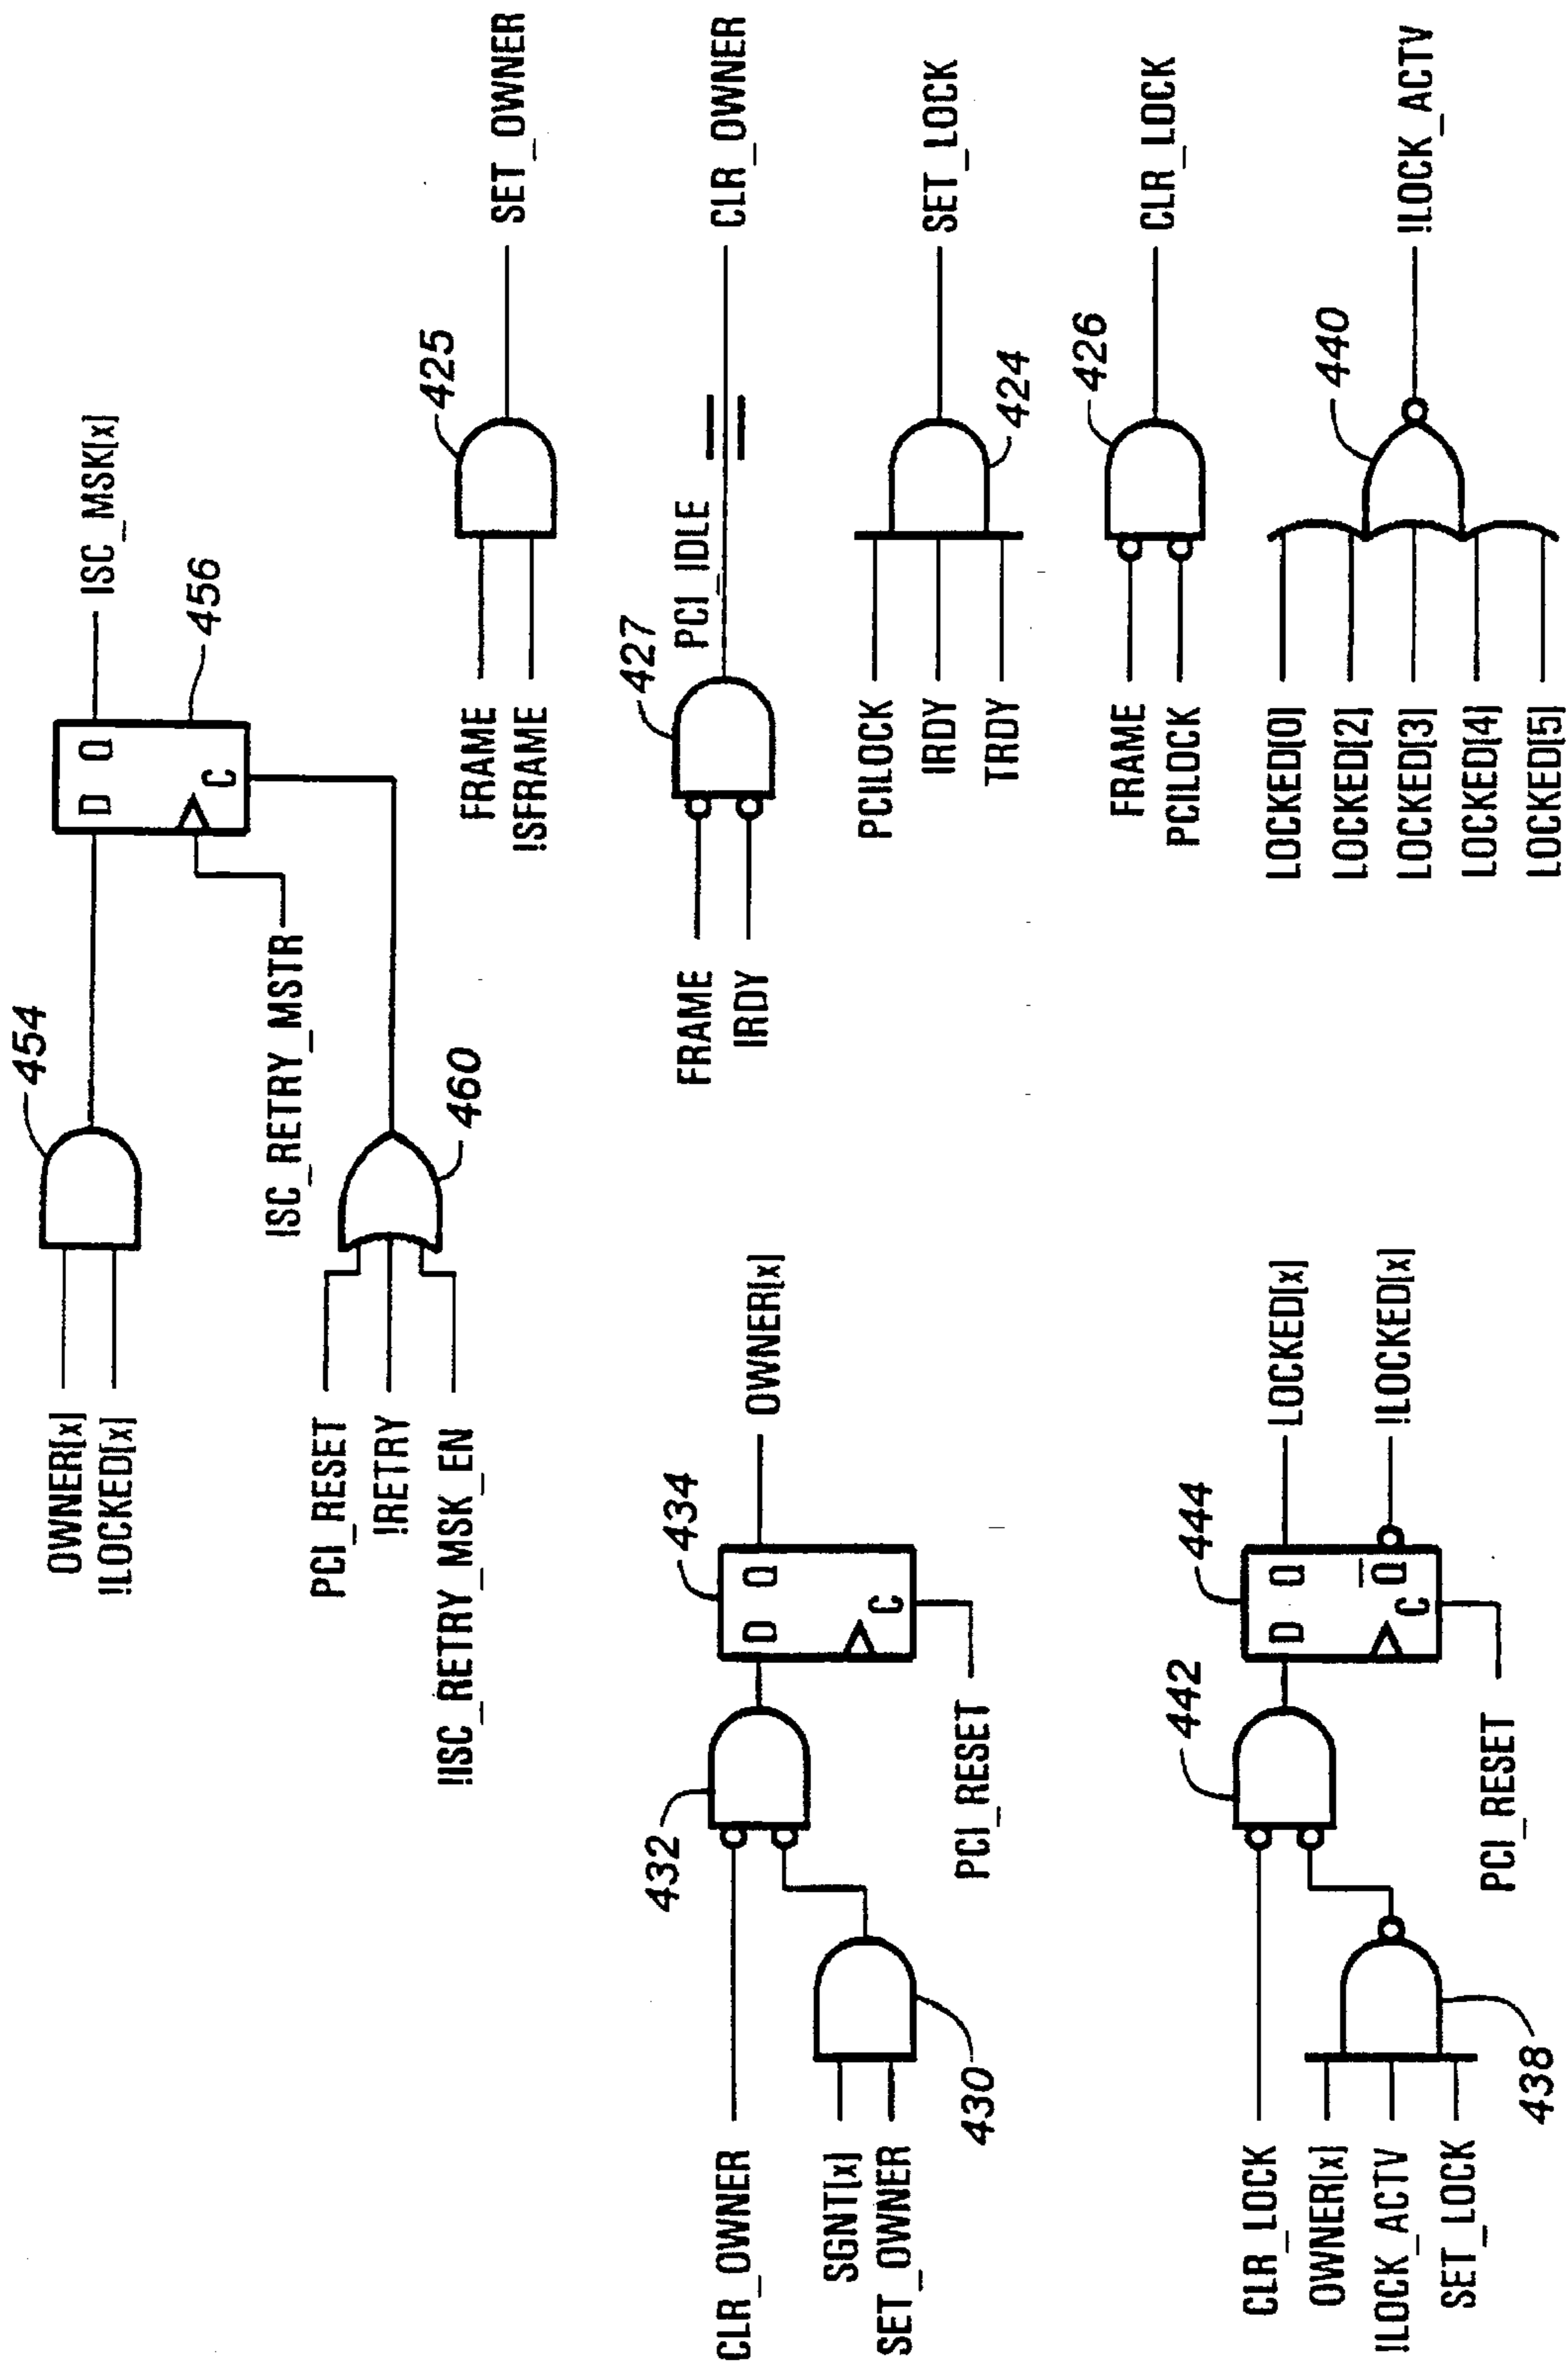 OWNER[x]
!LOCKED[x]
454
ISC_MSK[x]
D Q
C
456
ISC_RETRY_MSTR
PCI_RESET
!RETRY
!ISC_RETRY_MSK_EN
460
FRAME
!SFRAME
425
SET_OWNER
CLR_OWNER
SGNT[x]
SET_OWNER
430
432
434
D Q
C
PCI_RESET
OWNER[x]
FRAME
IRDY
427
PCI_IDLE
CLR_OWNER
PCILOCK
IRDY
TRDY
424
SET_LOCK
FRAME
PCILOCK
426
CLR_LOCK
CLR_LOCK
OWNER[x]
!LOCK_ACTV
SET_LOCK
438
442
444
D Q
Q
C
PCI_RESET
LOCKED[x]
!LOCKED[x]
LOCKED[0]
LOCKED[2]
LOCKED[3]
LOCKED[4]
LOCKED[5]
440
!LOCK_ACTV